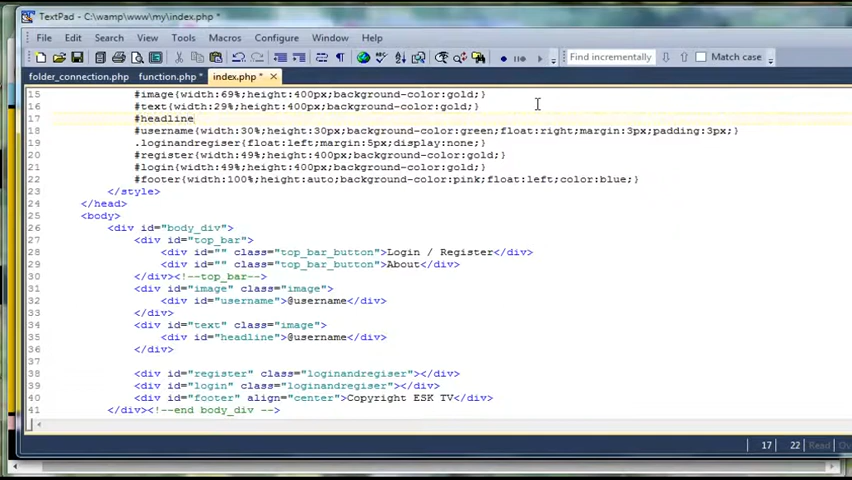 TextPad - C:\wamp\www\my\index.php *
File Edit Search View Tools Macros Configure Window Help
Find incrementally Match case
folder_connection.php function.php * index.php *
15 #image{width:69%;height:400px;background-color:gold;}
16 #text{width:29%;height:400px;background-color:gold;}
17 #headline
18 #username{width:30%;height:30px;background-color:green;float:right;margin:3px;padding:3px;}
19 .loginandregiser{float:left;margin:5px;display:none;}
20 #register{width:49%;height:400px;background-color:gold;}
21 #login{width:49%;height:400px;background-color:gold;}
22 #footer{width:100%;height:auto;background-color:pink;float:left;color:blue;}
23 </style>
24 </head>
25 <body>
26 <div id="body_div">
27 <div id="top_bar">
28 <div id="" class="top_bar_button">Login / Register</div>
29 <div id="" class="top_bar_button">About</div>
30 </div><!--top_bar-->
31 <div id="image" class="image">
32 <div id="username">@username</div>
33 </div>
34 <div id="text" class="image">
35 <div id="headline">@username</div>
36 </div>
37
38 <div id="register" class="loginandregiser"></div>
39 <div id="login" class="loginandregiser"></div>
40 <div id="footer" align="center">Copyright ESK TV</div>
41 </div><!--end body_div -->
17 22 Read Ov